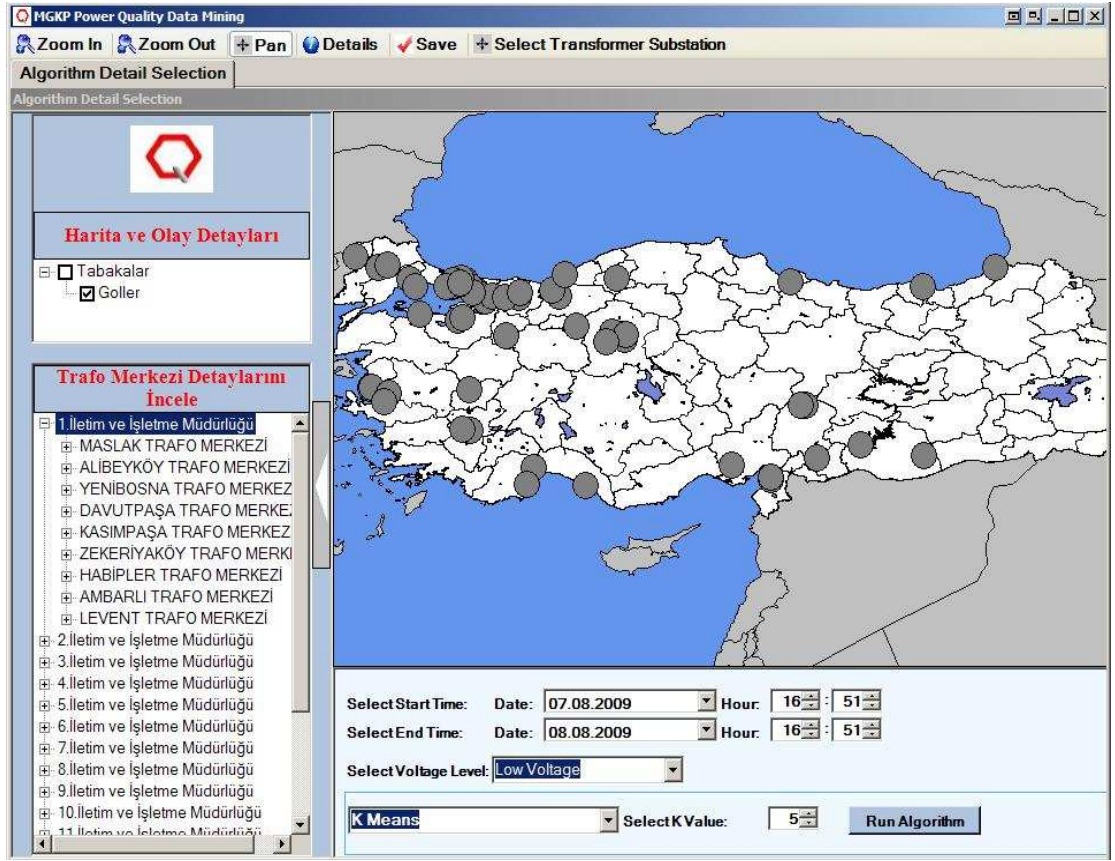 MGKP Power Quality Data Mining
Zoom In Zoom Out Pan Details Save Select Transformer Substation
Algorithm Detail Selection
Algorithm Detail Selection
Harita ve Olay Detayları
Tabakalar
Goller
Trafo Merkezi Detaylarını
İncele
1.İletim ve İşletme Müdürlüğü
MASLAK TRAFO MERKEZİ
ALİBEYKÖY TRAFO MERKEZİ
YENİBOSNA TRAFO MERKEZ
DAVUTPAŞA TRAFO MERKEZ
KASIMPAŞA TRAFO MERKEZ
ZEKERİYAKÖY TRAFO MERKI
HABİPLER TRAFO MERKEZİ
AMBARLI TRAFO MERKEZİ
LEVENT TRAFO MERKEZİ
2.İletim ve İşletme Müdürlüğü
3.İletim ve İşletme Müdürlüğü
4.İletim ve İşletme Müdürlüğü
5.İletim ve İşletme Müdürlüğü
6.İletim ve İşletme Müdürlüğü
7.İletim ve İşletme Müdürlüğü
8.İletim ve İşletme Müdürlüğü
9.İletim ve İşletme Müdürlüğü
10.İletim ve İşletme Müdürlüğü
11.İletim ve İşletme Müdürlüğü
Select Start Time: Date: 07.08.2009 Hour: 16 : 51
Select End Time: Date: 08.08.2009 Hour: 16 : 51
Select Voltage Level: Low Voltage
K Means Select K Value: 5 Run Algorithm